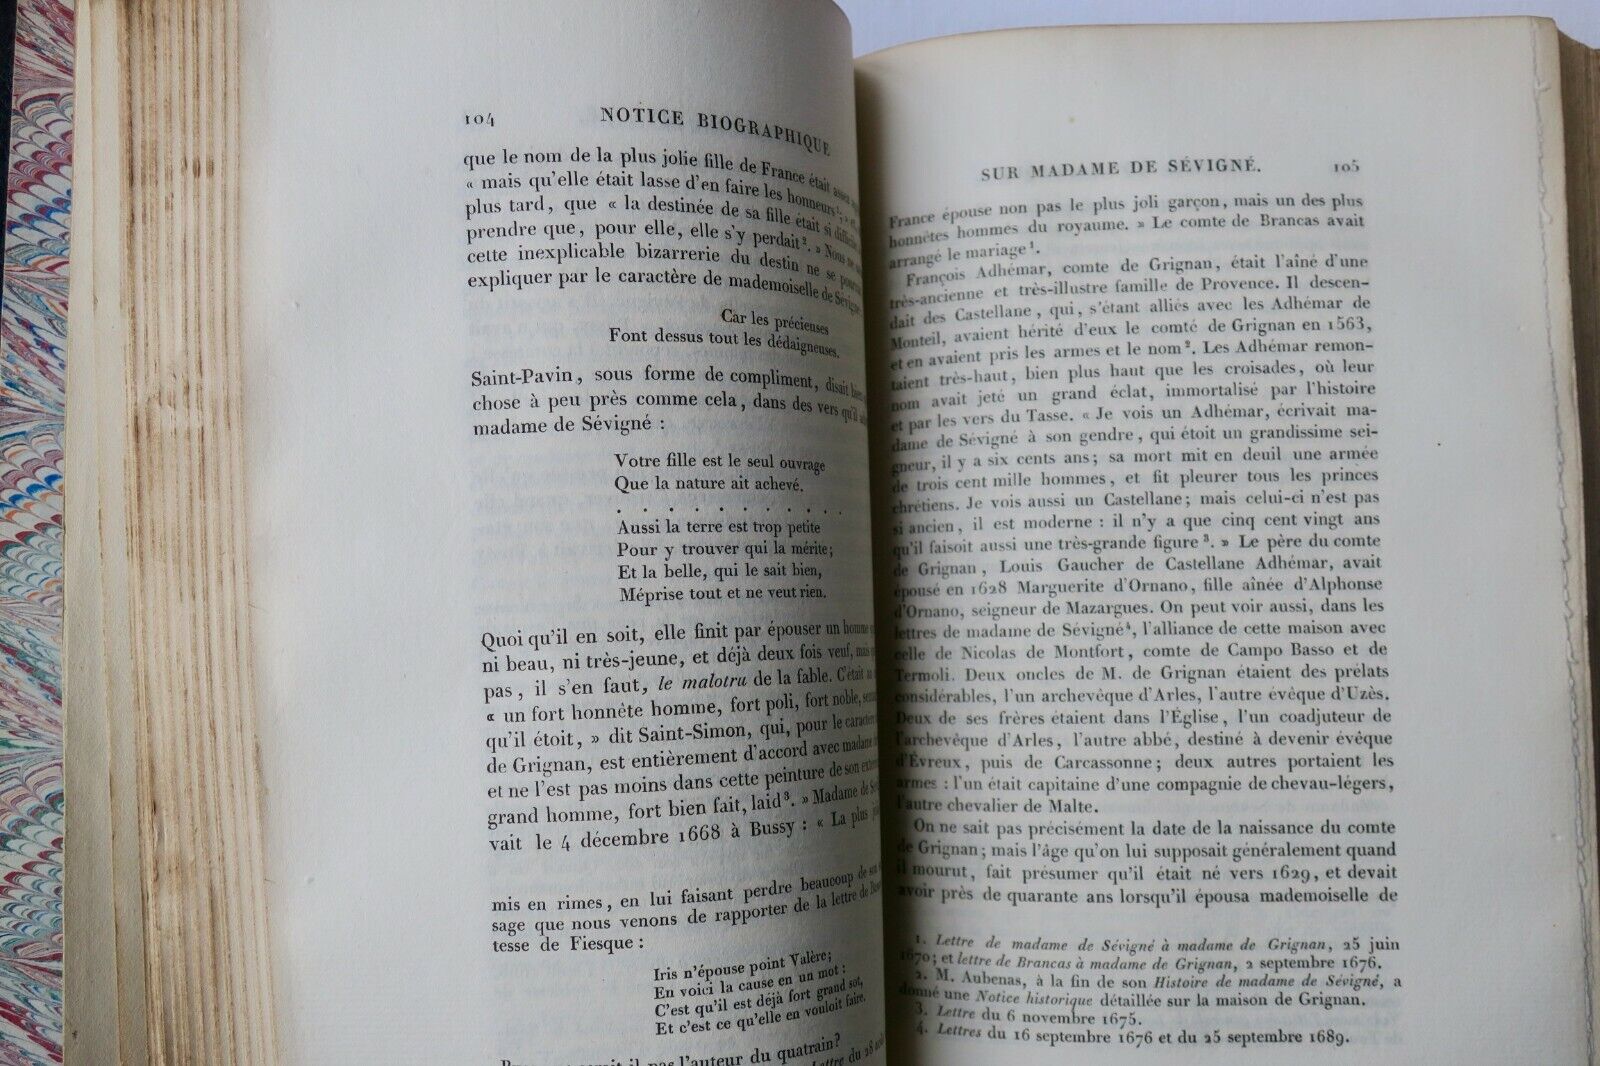 104 NOTICE BIOGRAPHIQUE
que le nom de la plus jolie fille de France était assez
« mais qu'elle était lasse d'en faire les honneurs¹; »
plus tard, que « la destinée de sa fille était si difficile
prendre que, pour elle, elle s'y perdait². » Nous ne
cette inexplicable bizarrerie du destin ne se
expliquer par le caractère de mademoiselle de Sévigné
Car les précieuses
Font dessus tout les dédaigneuses.
Saint-Pavin, sous forme de compliment, disait bien
chose à peu près comme cela, dans des vers qu'il
madame de Sévigné :
Votre fille est le seul ouvrage
Que la nature ait achevé.
. . . . . . . . . .
Aussi la terre est trop petite
Pour y trouver qui la mérite;
Et la belle, qui le sait bien,
Méprise tout et ne veut rien.
Quoi qu'il en soit, elle finit par épouser un homme
ni beau, ni très-jeune, et déjà deux fois veuf, mais
pas, il s'en faut, le malotru de la fable. C'était
« un fort honnête homme, fort poli, fort noble,
qu'il étoit, » dit Saint-Simon, qui, pour le caractère
de Grignan, est entièrement d'accord avec madame
et ne l'est pas moins dans cette peinture de son
grand homme, fort bien fait, laid³. » Madame de
vait le 4 décembre 1668 à Bussy : « La plus
mis en rimes, en lui faisant perdre beaucoup de son
sage que nous venons de rapporter de la lettre de
tesse de Fiesque :
Iris n'épouse point Valère;
En voici la cause en un mot :
C'est qu'il est déjà fort grand sot,
Et c'est ce qu'elle en vouloit faire.
il pas l'auteur du quatrain?
Lettre du 28
SUR MADAME DE SÉVIGNÉ. 105
France épouse non pas le plus joli garçon, mais un des plus
honnêtes hommes du royaume. » Le comte de Brancas avait
arrangé le mariage¹.
François Adhémar, comte de Grignan, était l'aîné d'une
très-ancienne et très-illustre famille de Provence. Il descen-
dait des Castellane, qui, s'étant alliés avec les Adhémar de
Monteil, avaient hérité d'eux le comté de Grignan en 1563,
et en avaient pris les armes et le nom². Les Adhémar remon-
taient très-haut, bien plus haut que les croisades, où leur
nom avait jeté un grand éclat, immortalisé par l'histoire
et par les vers du Tasse. « Je vois un Adhémar, écrivait ma-
dame de Sévigné à son gendre, qui étoit un grandissime sei-
gneur, il y a six cents ans; sa mort mit en deuil une armée
de trois cent mille hommes, et fit pleurer tous les princes
chrétiens. Je vois aussi un Castellane; mais celui-ci n'est pas
si ancien, il est moderne : il n'y a que cinq cent vingt ans
qu'il faisoit aussi une très-grande figure³. » Le père du comte
de Grignan, Louis Gaucher de Castellane Adhémar, avait
épousé en 1628 Marguerite d'Ornano, fille aînée d'Alphonse
d'Ornano, seigneur de Mazargues. On peut voir aussi, dans les
lettres de madame de Sévigné⁴, l'alliance de cette maison avec
celle de Nicolas de Montfort, comte de Campo Basso et de
Termoli. Deux oncles de M. de Grignan étaient des prélats
considérables, l'un archevêque d'Arles, l'autre évêque d'Uzès.
Deux de ses frères étaient dans l'Église, l'un coadjuteur de
l'archevêque d'Arles, l'autre abbé, destiné à devenir évêque
d'Évreux, puis de Carcassonne; deux autres portaient les
armes : l'un était capitaine d'une compagnie de chevau-légers,
l'autre chevalier de Malte.
On ne sait pas précisément la date de la naissance du comte
de Grignan; mais l'âge qu'on lui supposait généralement quand
il mourut, fait présumer qu'il était né vers 1629, et devait
avoir près de quarante ans lorsqu'il épousa mademoiselle de
1. Lettre de madame de Sévigné à madame de Grignan, 25 juin
1670; et lettre de Brancas à madame de Grignan, 2 septembre 1676.
2. M. Aubenas, à la fin de son Histoire de madame de Sévigné, a
donné une Notice historique détaillée sur la maison de Grignan.
3. Lettre du 6 novembre 1675.
4. Lettres du 16 septembre 1676 et du 25 septembre 1689.